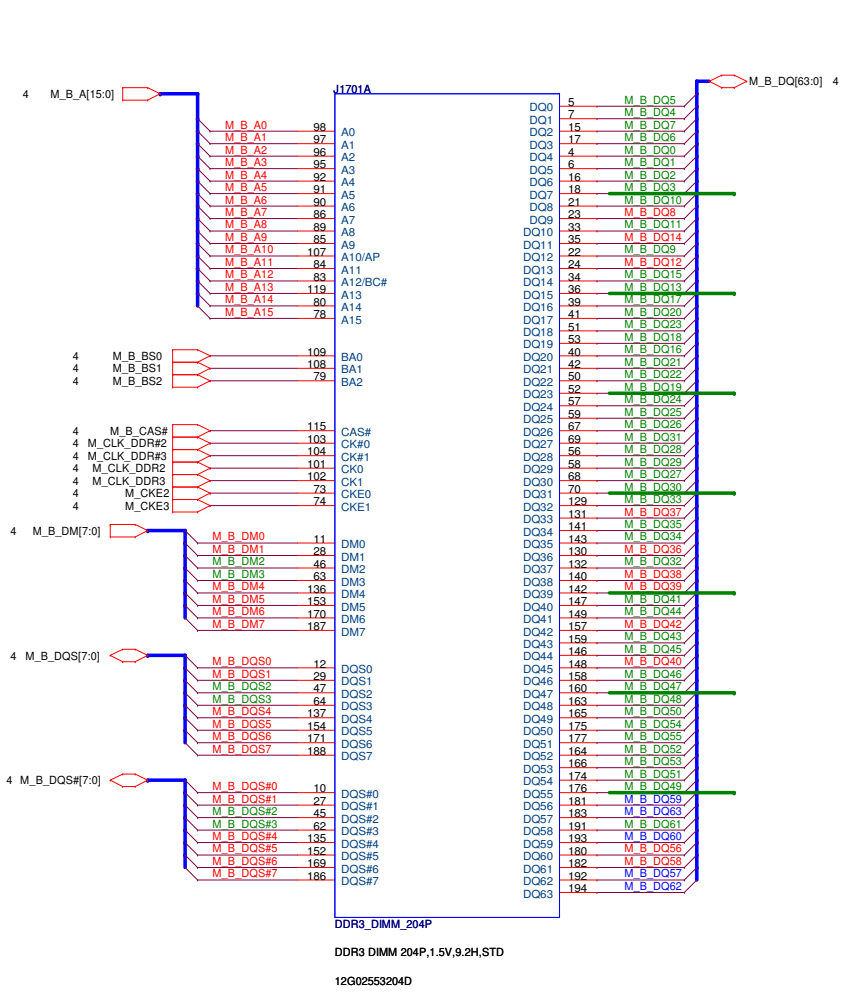 J1701A
4 M_B_A[15:0]
M_B_A0 98 A0
M_B_A1 97 A1
M_B_A2 96 A2
M_B_A3 95 A3
M_B_A4 92 A4
M_B_A5 91 A5
M_B_A6 90 A6
M_B_A7 86 A7
M_B_A8 89 A8
M_B_A9 85 A9
M_B_A10 107 A10/AP
M_B_A11 84 A11
M_B_A12 83 A12/BC#
M_B_A13 119 A13
M_B_A14 80 A14
M_B_A15 78 A15
4 M_B_BS0 109 BA0
4 M_B_BS1 108 BA1
4 M_B_BS2 79 BA2
4 M_B_CAS# 115 CAS#
4 M_CLK_DDR#2 103 CK#0
4 M_CLK_DDR#3 104 CK#1
4 M_CLK_DDR2 101 CK0
4 M_CLK_DDR3 102 CK1
4 M_CKE2 73 CKE0
4 M_CKE3 74 CKE1
4 M_B_DM[7:0]
M_B_DM0 11 DM0
M_B_DM1 28 DM1
M_B_DM2 46 DM2
M_B_DM3 63 DM3
M_B_DM4 136 DM4
M_B_DM5 153 DM5
M_B_DM6 170 DM6
M_B_DM7 187 DM7
4 M_B_DQS[7:0]
M_B_DQS0 12 DQS0
M_B_DQS1 29 DQS1
M_B_DQS2 47 DQS2
M_B_DQS3 64 DQS3
M_B_DQS4 137 DQS4
M_B_DQS5 154 DQS5
M_B_DQS6 171 DQS6
M_B_DQS7 188 DQS7
4 M_B_DQS#[7:0]
M_B_DQS#0 10 DQS#0
M_B_DQS#1 27 DQS#1
M_B_DQS#2 45 DQS#2
M_B_DQS#3 62 DQS#3
M_B_DQS#4 135 DQS#4
M_B_DQS#5 152 DQS#5
M_B_DQS#6 169 DQS#6
M_B_DQS#7 186 DQS#7
M_B_DQ[63:0] 4
DQ0 5 M_B_DQ5
DQ1 7 M_B_DQ4
DQ2 15 M_B_DQ7
DQ3 17 M_B_DQ6
DQ4 4 M_B_DQ0
DQ5 6 M_B_DQ1
DQ6 16 M_B_DQ2
DQ7 18 M_B_DQ3
DQ8 21 M_B_DQ10
DQ9 23 M_B_DQ8
DQ10 33 M_B_DQ11
DQ11 35 M_B_DQ14
DQ12 22 M_B_DQ9
DQ13 24 M_B_DQ12
DQ14 34 M_B_DQ15
DQ15 36 M_B_DQ13
DQ16 39 M_B_DQ17
DQ17 41 M_B_DQ20
DQ18 51 M_B_DQ23
DQ19 53 M_B_DQ18
DQ20 40 M_B_DQ16
DQ21 42 M_B_DQ21
DQ22 50 M_B_DQ22
DQ23 52 M_B_DQ19
DQ24 57 M_B_DQ24
DQ25 59 M_B_DQ25
DQ26 67 M_B_DQ26
DQ27 69 M_B_DQ31
DQ28 56 M_B_DQ28
DQ29 58 M_B_DQ29
DQ30 68 M_B_DQ27
DQ31 70 M_B_DQ30
DQ32 129 M_B_DQ33
DQ33 131 M_B_DQ37
DQ34 141 M_B_DQ35
DQ35 143 M_B_DQ34
DQ36 130 M_B_DQ36
DQ37 132 M_B_DQ32
DQ38 140 M_B_DQ38
DQ39 142 M_B_DQ39
DQ40 147 M_B_DQ41
DQ41 149 M_B_DQ44
DQ42 157 M_B_DQ42
DQ43 159 M_B_DQ43
DQ44 146 M_B_DQ45
DQ45 148 M_B_DQ40
DQ46 158 M_B_DQ46
DQ47 160 M_B_DQ47
DQ48 163 M_B_DQ48
DQ49 165 M_B_DQ50
DQ50 175 M_B_DQ54
DQ51 177 M_B_DQ55
DQ52 164 M_B_DQ52
DQ53 166 M_B_DQ53
DQ54 174 M_B_DQ51
DQ55 176 M_B_DQ49
DQ56 181 M_B_DQ59
DQ57 183 M_B_DQ63
DQ58 191 M_B_DQ61
DQ59 193 M_B_DQ60
DQ60 180 M_B_DQ56
DQ61 182 M_B_DQ58
DQ62 192 M_B_DQ57
DQ63 194 M_B_DQ62
DDR3_DIMM_204P
DDR3 DIMM 204P,1.5V,9.2H,STD
12G02553204D